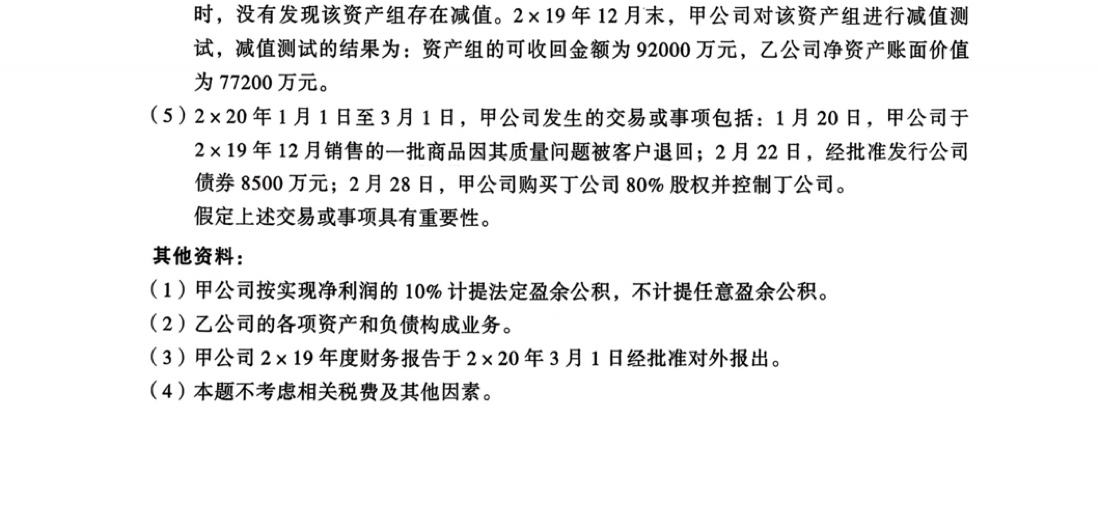 时，没有发现该资产组存在减值。2×19年12月末，甲公司对该资产组进行减值测
试，减值测试的结果为：资产组的可收回金额为92000万元，乙公司净资产账面价值
为77200万元。
（5）2×20年1月1日至3月1日，甲公司发生的交易或事项包括：1月20日，甲公司于
2×19年12月销售的一批商品因其质量问题被客户退回；2月22日，经批准发行公司
债券8500万元；2月28日，甲公司购买丁公司80%股权并控制丁公司。
假定上述交易或事项具有重要性。
其他资料：
（1）甲公司按实现净利润的10%计提法定盈余公积，不计提任意盈余公积。
（2）乙公司的各项资产和负债构成业务。
（3）甲公司2×19年度财务报告于2×20年3月1日经批准对外报出。
（4）本题不考虑相关税费及其他因素。